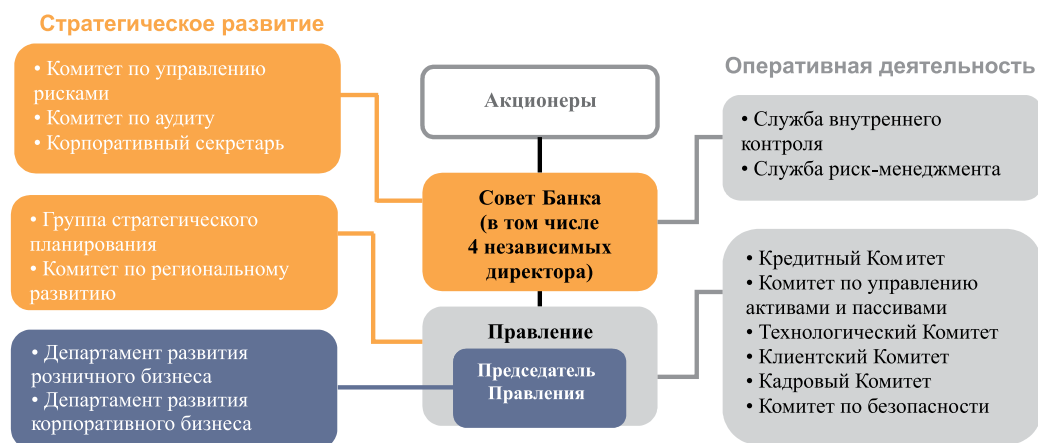 Стратегическое развитие
• Комитет по управлению
рисками
• Комитет по аудиту
• Корпоративный секретарь
• Группа стратегического
планирования
• Комитет по региональному
развитию
• Департамент развития
розничного бизнеса
• Департамент развития
корпоративного бизнеса
Акционеры
Совет Банка
(в том числе
4 независимых
директора)
Правление
Председатель
Правления
Оперативная деятельность
• Служба внутреннего
контроля
• Служба риск-менеджмента
• Кредитный Комитет
• Комитет по управлению
активами и пассивами
• Технологический Комитет
• Клиентский Комитет
• Кадровый Комитет
• Комитет по безопасности